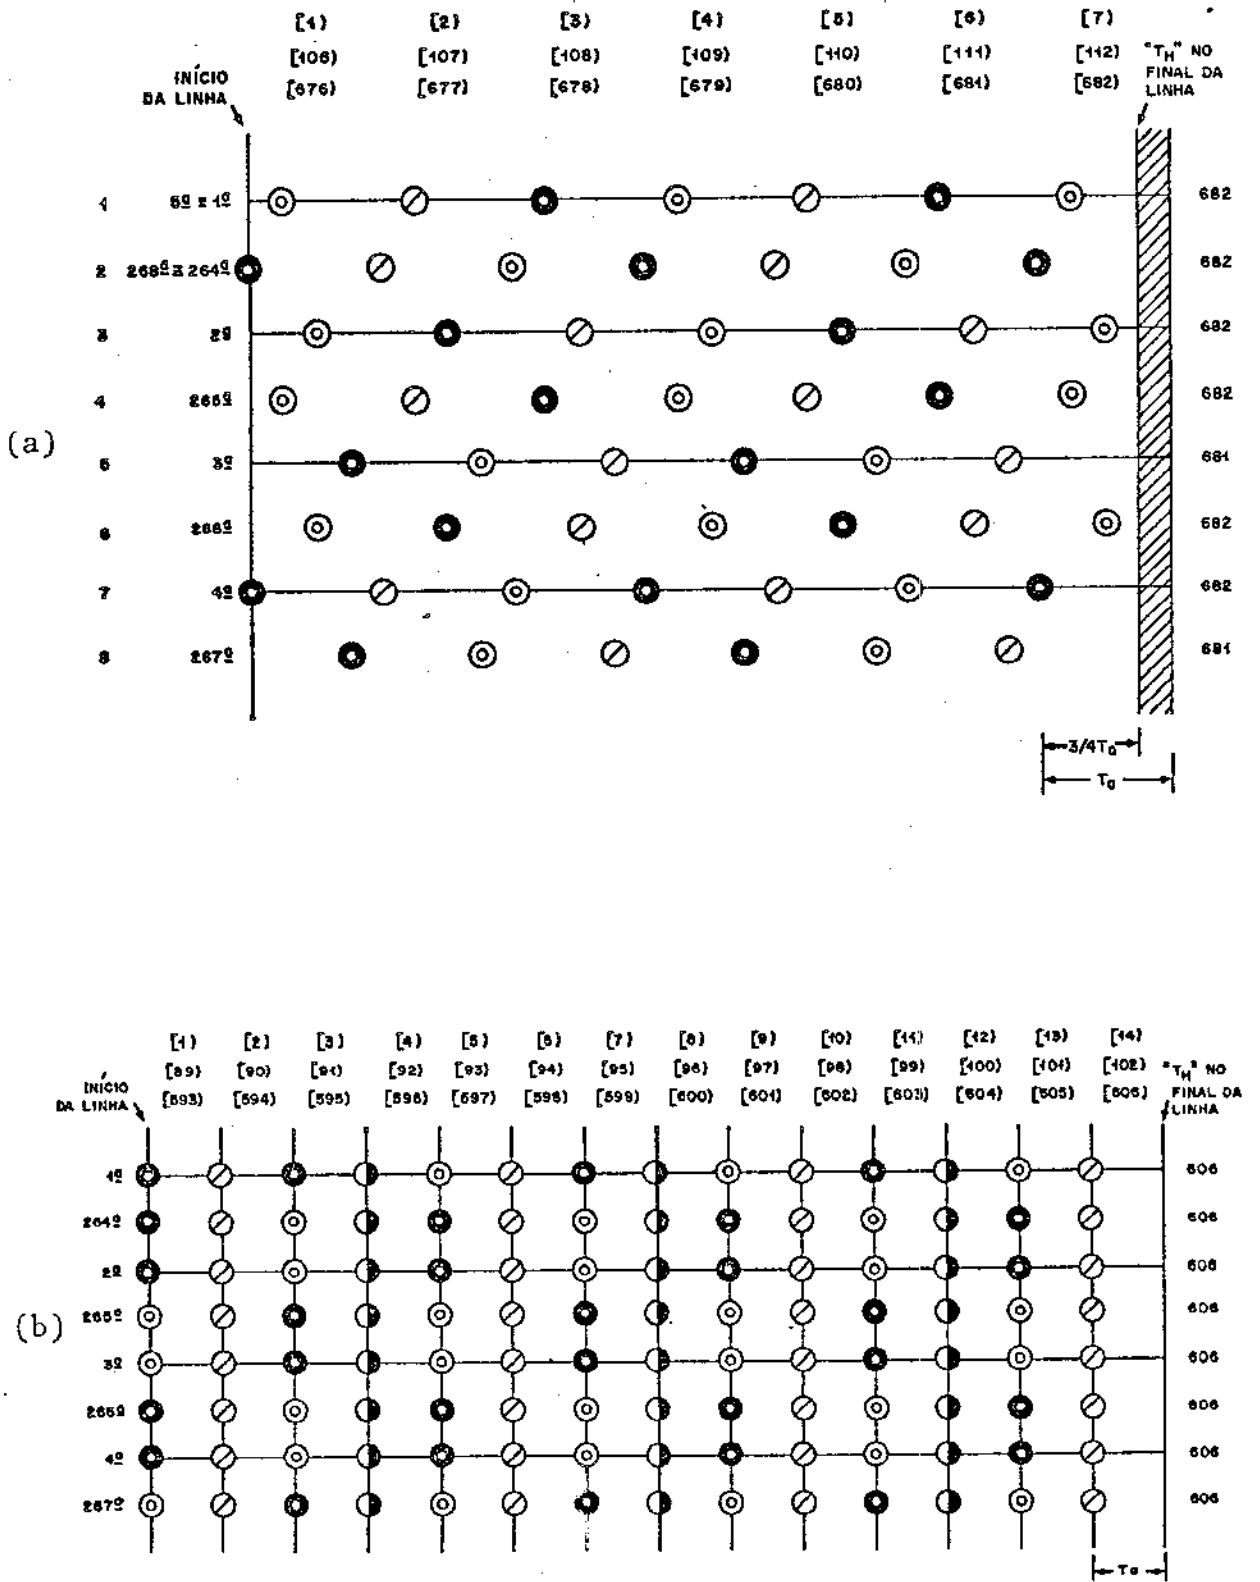 [1) [2) [3) [4) [5) [6) [7)
[106) [107) [108) [109) [110) [111) [112)
[676) [677) [678) [679) [680) [681) [682)
INÍCIO
DA LINHA
"TH" NO
FINAL DA
LINHA
1 5º ≡ 1º 682
2 268º ≡ 264º 682
3 2º 682
4 265º 682
(a)
5 3º 681
6 266º 682
7 4º 682
8 267º 681
3/4Ta
Ta
[1) [2) [3) [4) [5) [6) [7) [8) [9) [10) [11) [12) [13) [14)
[89) [90) [91) [92) [93) [94) [95) [96) [97) [98) [99) [100) [101) [102)
[593) [594) [595) [596) [597) [598) [599) [600) [601) [602) [603) [604) [605) [606)
INÍCIO
DA LINHA
"TH" NO
FINAL DA
LINHA
1º 606
264º 606
2º 606
265º 606
(b)
3º 606
266º 606
4º 606
267º 606
Ta